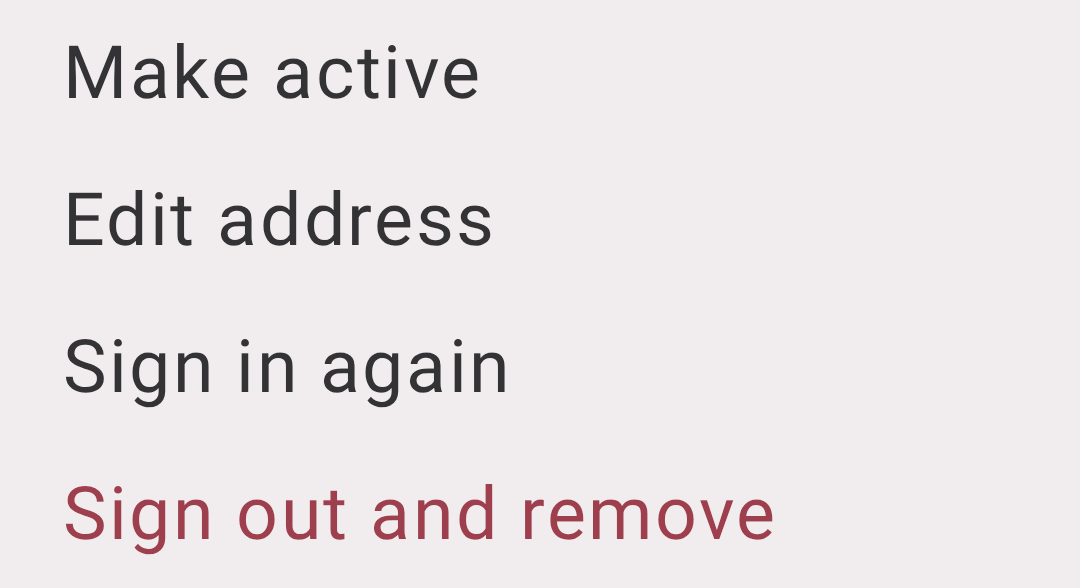 Make active
Edit address
Sign in again
Sign out and remove